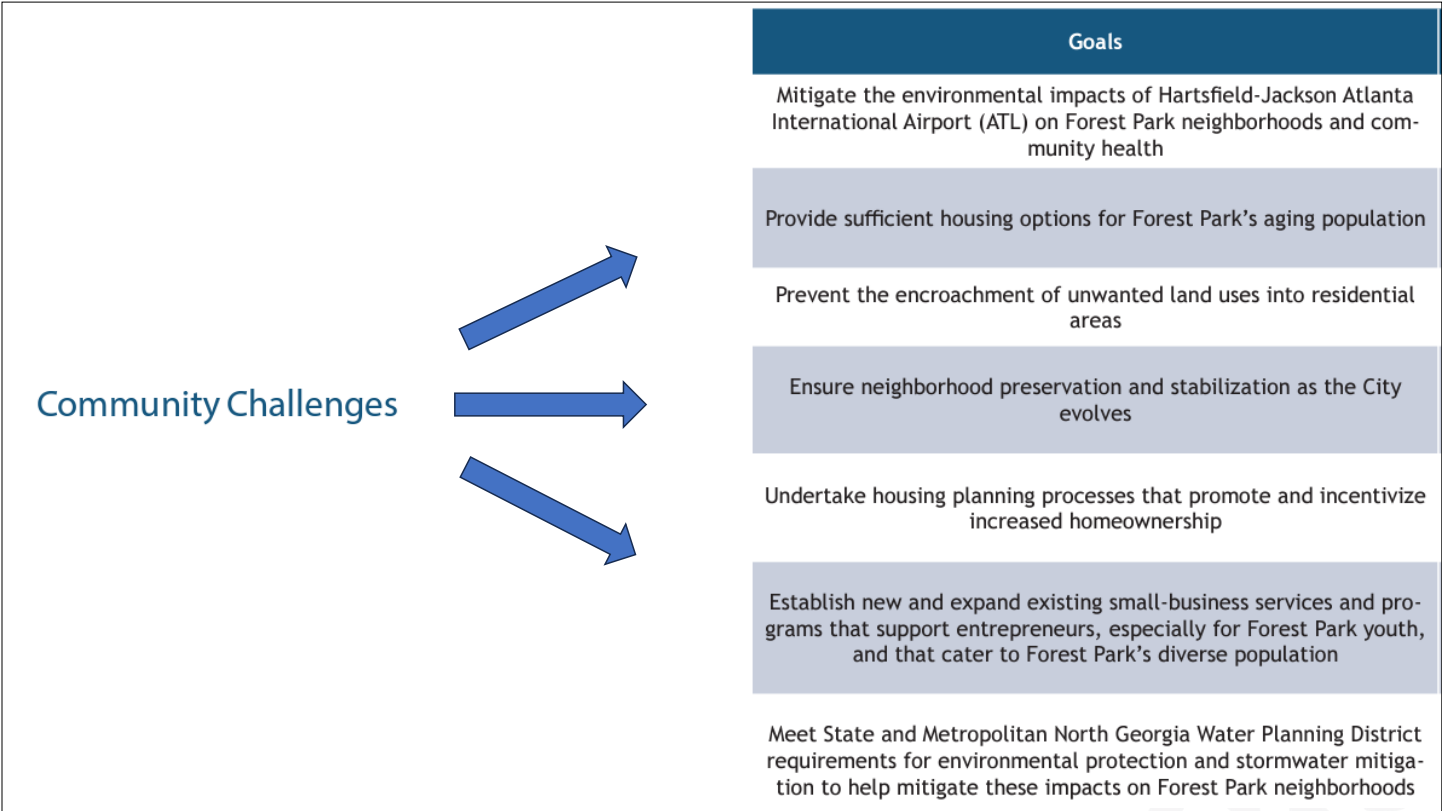 Goals
Mitigate the environmental impacts of Hartsfield-Jackson Atlanta
International Airport (ATL) on Forest Park neighborhoods and com-
munity health
Provide sufficient housing options for Forest Park’s aging population
Prevent the encroachment of unwanted land uses into residential
areas
Community Challenges
Ensure neighborhood preservation and stabilization as the City
evolves
Undertake housing planning processes that promote and incentivize
increased homeownership
Establish new and expand existing small-business services and pro-
grams that support entrepreneurs, especially for Forest Park youth,
and that cater to Forest Park’s diverse population
Meet State and Metropolitan North Georgia Water Planning District
requirements for environmental protection and stormwater mitiga-
tion to help mitigate these impacts on Forest Park neighborhoods